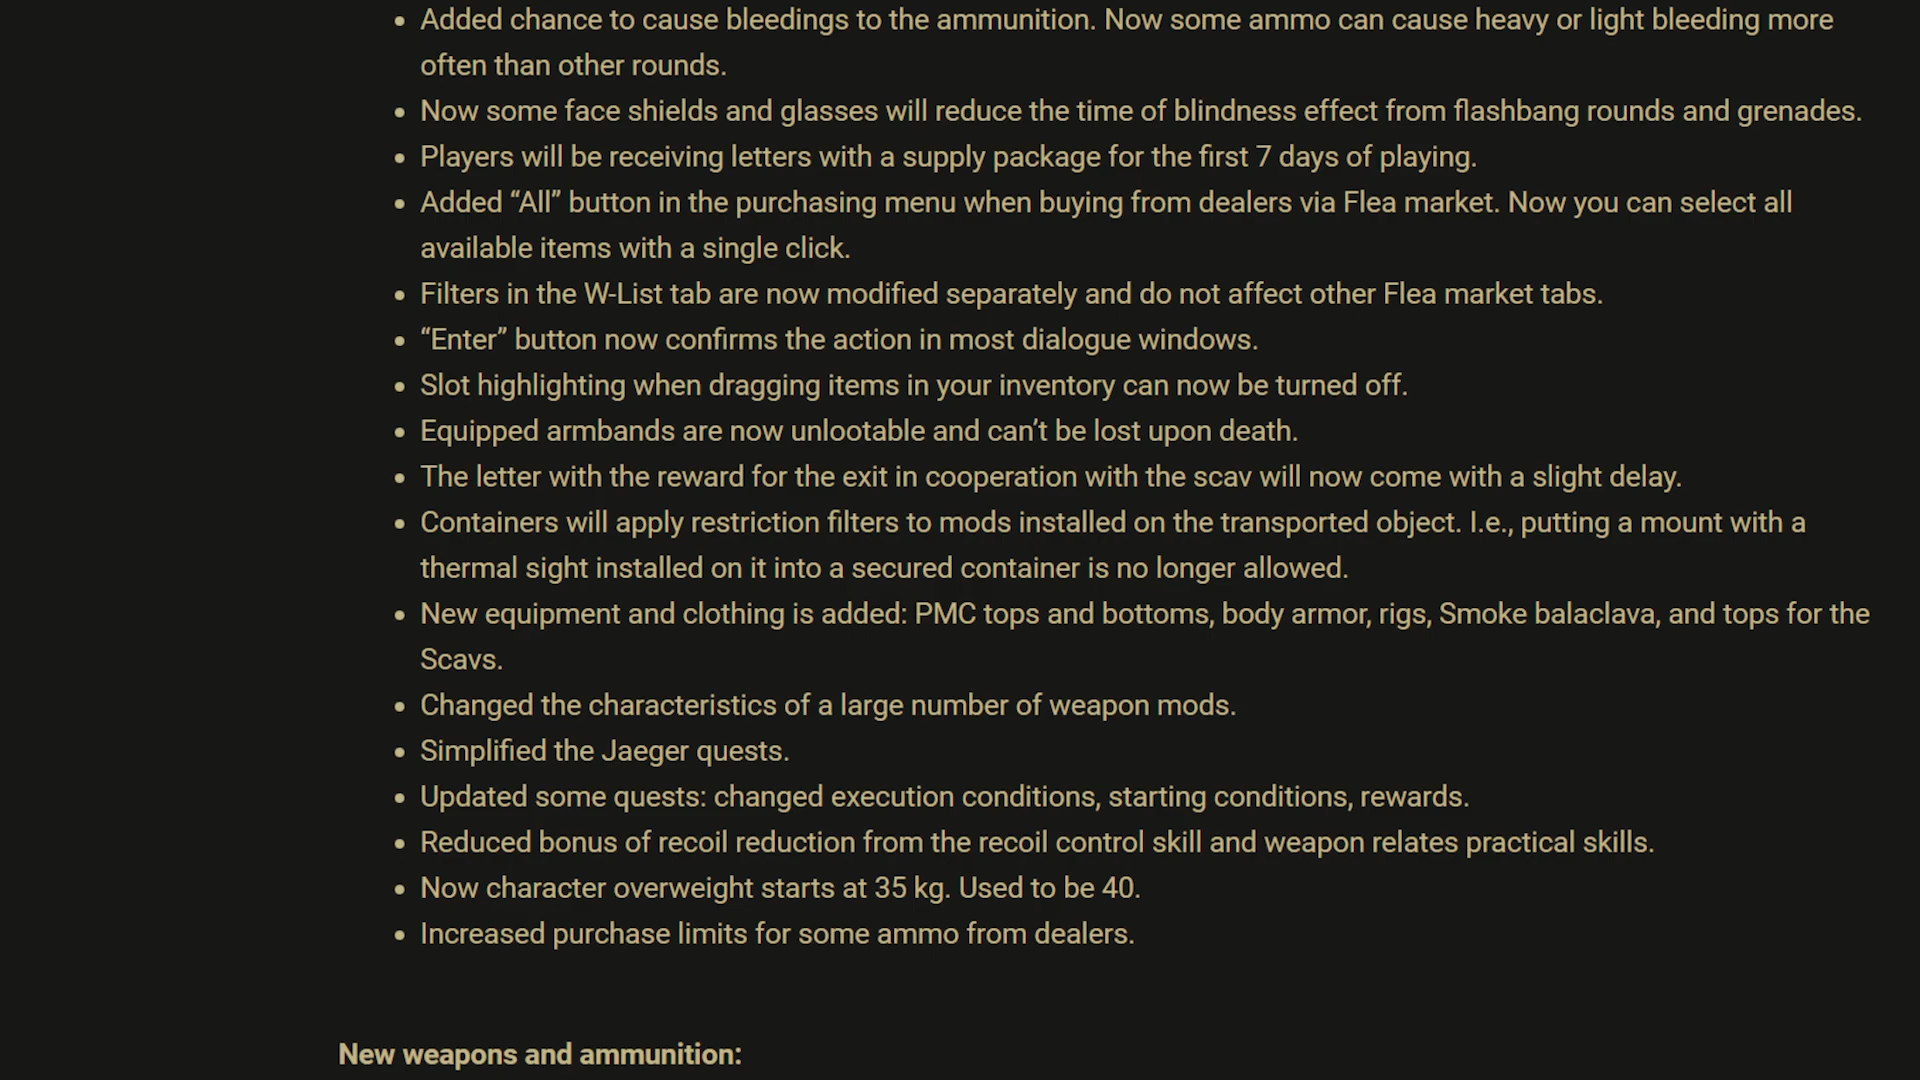 Added chance to cause bleedings to the ammunition. Now some ammo can cause heavy or light bleeding more
often than other rounds.
Now some face shields and glasses will reduce the time of blindness effect from flashbang rounds and grenades.
Players will be receiving letters with a supply package for the first 7 days of playing.
Added “All” button in the purchasing menu when buying from dealers via Flea market. Now you can select all
available items with a single click.
Filters in the W-List tab are now modified separately and do not affect other Flea market tabs.
“Enter” button now confirms the action in most dialogue windows.
Slot highlighting when dragging items in your inventory can now be turned off.
Equipped armbands are now unlootable and can’t be lost upon death.
The letter with the reward for the exit in cooperation with the scav will now come with a slight delay.
Containers will apply restriction filters to mods installed on the transported object. I.e., putting a mount with a
thermal sight installed on it into a secured container is no longer allowed.
New equipment and clothing is added: PMC tops and bottoms, body armor, rigs, Smoke balaclava, and tops for the
Scavs.
Changed the characteristics of a large number of weapon mods.
Simplified the Jaeger quests.
Updated some quests: changed execution conditions, starting conditions, rewards.
Reduced bonus of recoil reduction from the recoil control skill and weapon relates practical skills.
Now character overweight starts at 35 kg. Used to be 40.
Increased purchase limits for some ammo from dealers.
New weapons and ammunition: